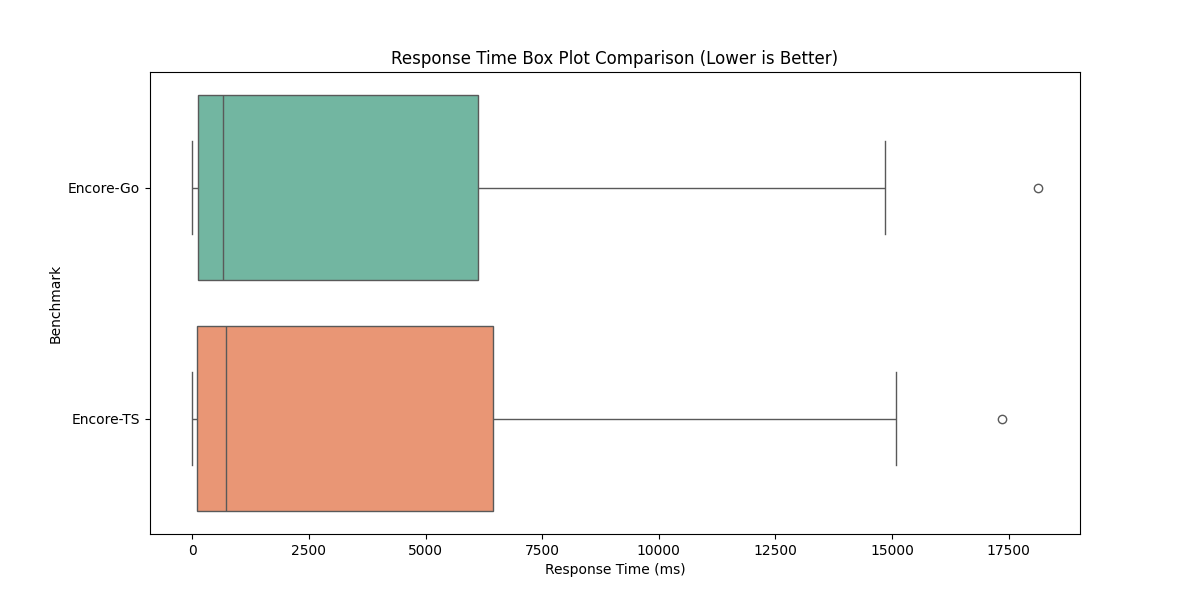 Response Time Box Plot Comparison (Lower is Better)
Encore-Go
Encore-TS
Benchmark
0 2500 5000 7500 10000 12500 15000 17500
Response Time (ms)